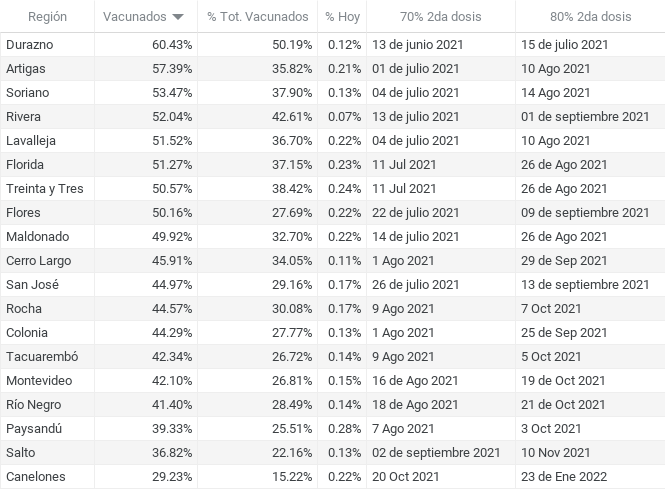 Región Vacunados % Tot. Vacunados % Hoy 70% 2da dosis 80% 2da dosis
Durazno 60.43% 50.19% 0.12% 13 de junio 2021 15 de julio 2021
Artigas 57.39% 35.82% 0.21% 01 de julio 2021 10 Ago 2021
Soriano 53.47% 37.90% 0.13% 04 de julio 2021 14 Ago 2021
Rivera 52.04% 42.61% 0.07% 13 de julio 2021 01 de septiembre 2021
Lavalleja 51.52% 36.70% 0.22% 04 de julio 2021 10 Ago 2021
Florida 51.27% 37.15% 0.23% 11 Jul 2021 26 de Ago 2021
Treinta y Tres 50.57% 38.42% 0.24% 11 Jul 2021 26 de Ago 2021
Flores 50.16% 27.69% 0.22% 22 de julio 2021 09 de septiembre 2021
Maldonado 49.92% 32.70% 0.22% 14 de julio 2021 26 de Ago 2021
Cerro Largo 45.91% 34.05% 0.11% 1 Ago 2021 29 de Sep 2021
San José 44.97% 29.16% 0.17% 26 de julio 2021 13 de septiembre 2021
Rocha 44.57% 30.08% 0.17% 9 Ago 2021 7 Oct 2021
Colonia 44.29% 27.77% 0.13% 1 Ago 2021 25 de Sep 2021
Tacuarembó 42.34% 26.72% 0.14% 9 Ago 2021 5 Oct 2021
Montevideo 42.10% 26.81% 0.15% 16 de Ago 2021 19 de Oct 2021
Río Negro 41.40% 28.49% 0.14% 18 de Ago 2021 21 de Oct 2021
Paysandú 39.33% 25.51% 0.28% 7 Ago 2021 3 Oct 2021
Salto 36.82% 22.16% 0.13% 02 de septiembre 2021 10 Nov 2021
Canelones 29.23% 15.22% 0.22% 20 Oct 2021 23 de Ene 2022